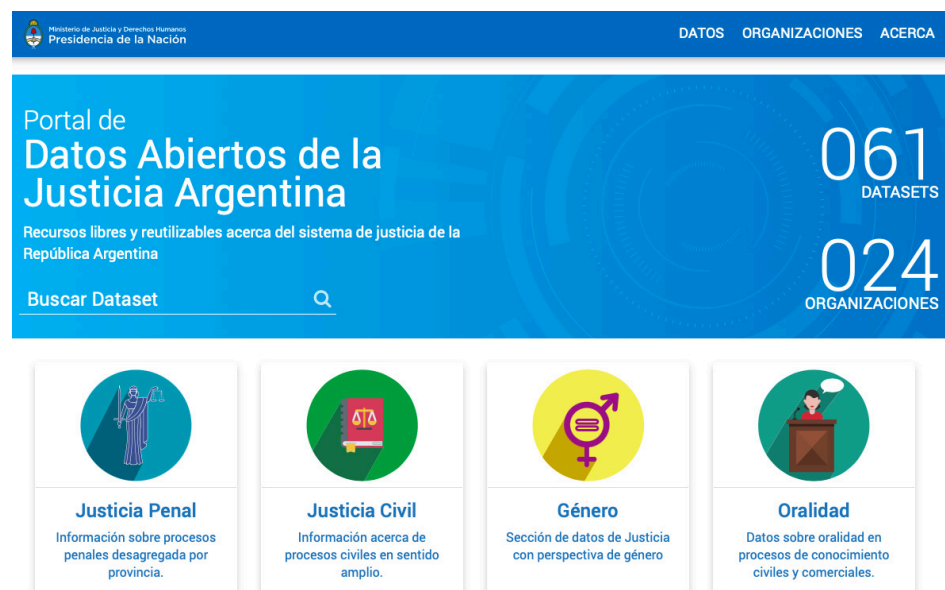 Ministerio de Justicia y Derechos Humanos
Presidencia de la Nación
DATOS ORGANIZACIONES ACERCA
Portal de
Datos Abiertos de la
Justicia Argentina
Recursos libres y reutilizables acerca del sistema de justicia de la
República Argentina
Buscar Dataset
061
DATASETS
024
ORGANIZACIONES
Justicia Penal
Información sobre procesos
penales desagregada por
provincia.
Justicia Civil
Información acerca de
procesos civiles en sentido
amplio.
Género
Sección de datos de Justicia
con perspectiva de género
Oralidad
Datos sobre oralidad en
procesos de conocimiento
civiles y comerciales.